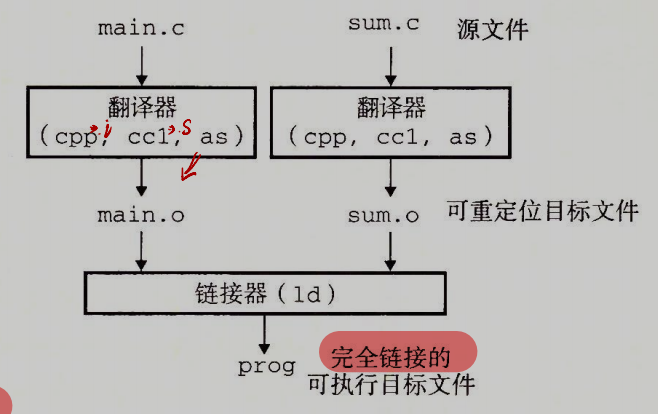 main.c sum.c 源文件
翻译器 翻译器
(cpp, cc1, as) (cpp, cc1, as)
.i .s
main.o sum.o 可重定位目标文件
链接器(ld)
prog 完全链接的
可执行目标文件